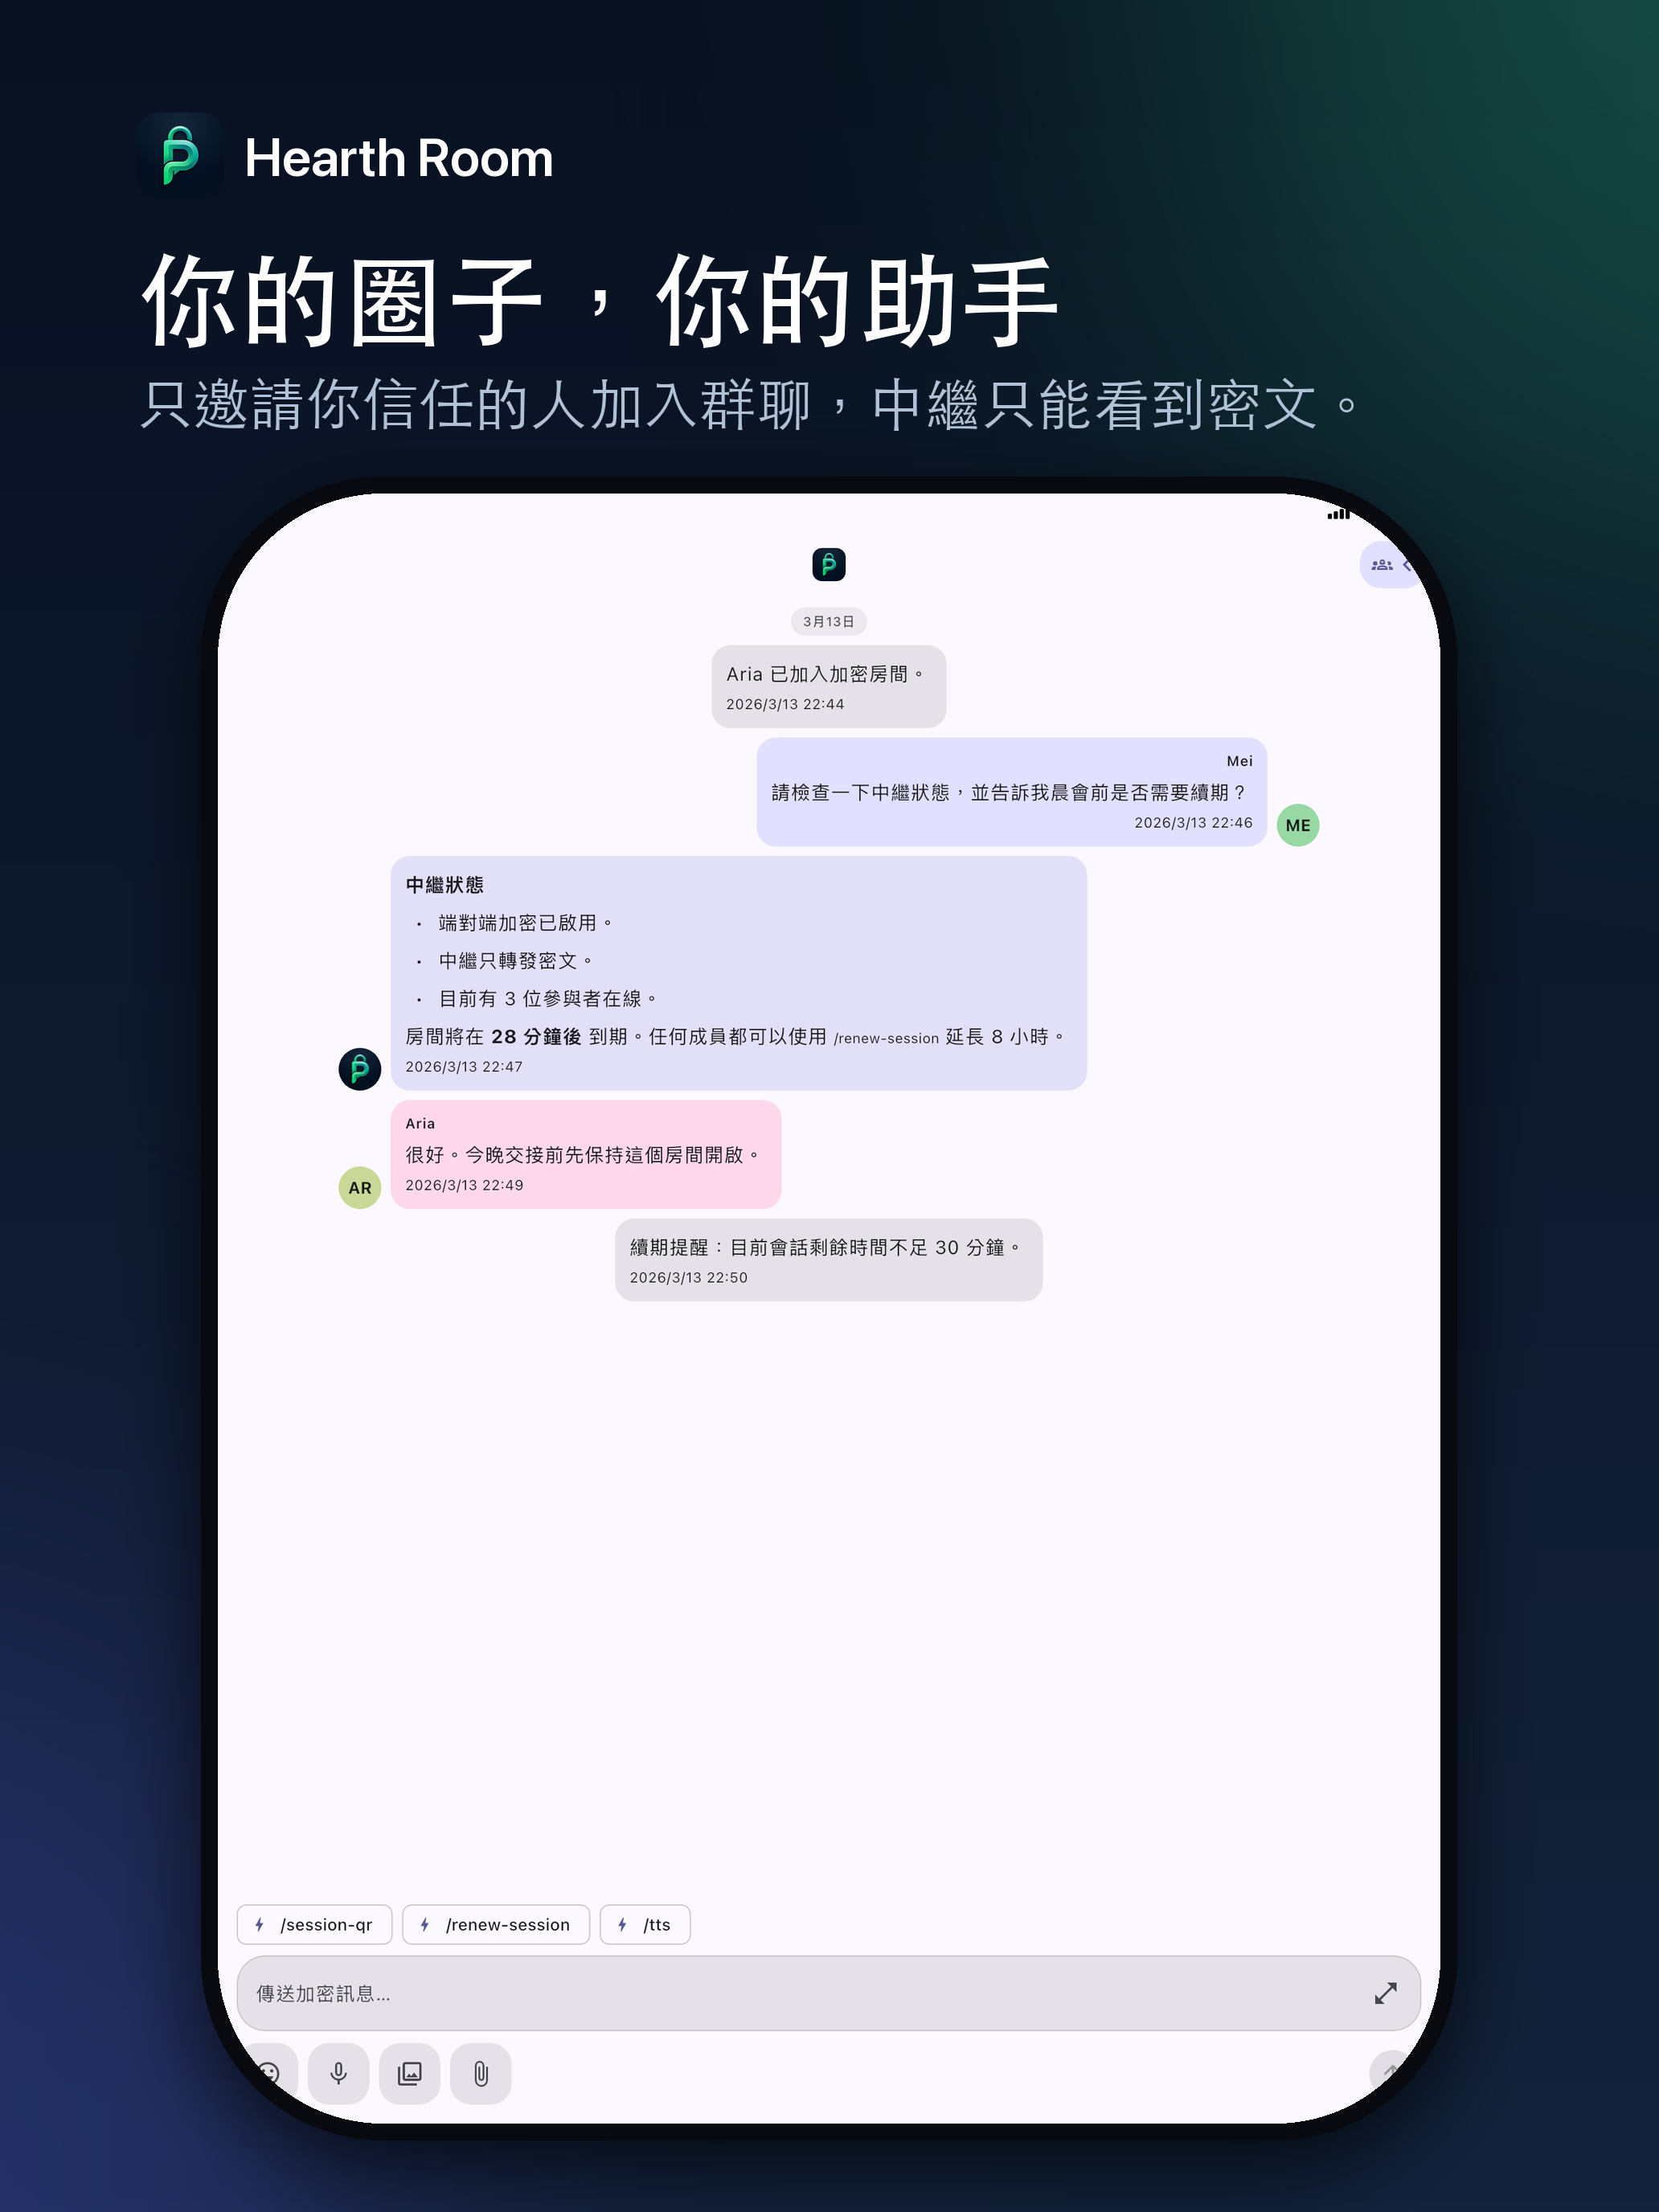 Hearth Room
你的圈子，你的助手
只邀請你信任的人加入群聊，中繼只能看到密文。
3月13日
Aria 已加入加密房間。
2026/3/13 22:44
Mei
請檢查一下中繼狀態，並告訴我晨會前是否需要續期？
2026/3/13 22:46
ME
中繼狀態
• 端對端加密已啟用。
• 中繼只轉發密文。
• 目前有 3 位參與者在線。
房間將在 28 分鐘後 到期。任何成員都可以使用 /renew-session 延長 8 小時。
2026/3/13 22:47
Aria
很好。今晚交接前先保持這個房間開啟。
2026/3/13 22:49
AR
續期提醒：目前會話剩餘時間不足 30 分鐘。
2026/3/13 22:50
/session-qr /renew-session /tts
傳送加密訊息...